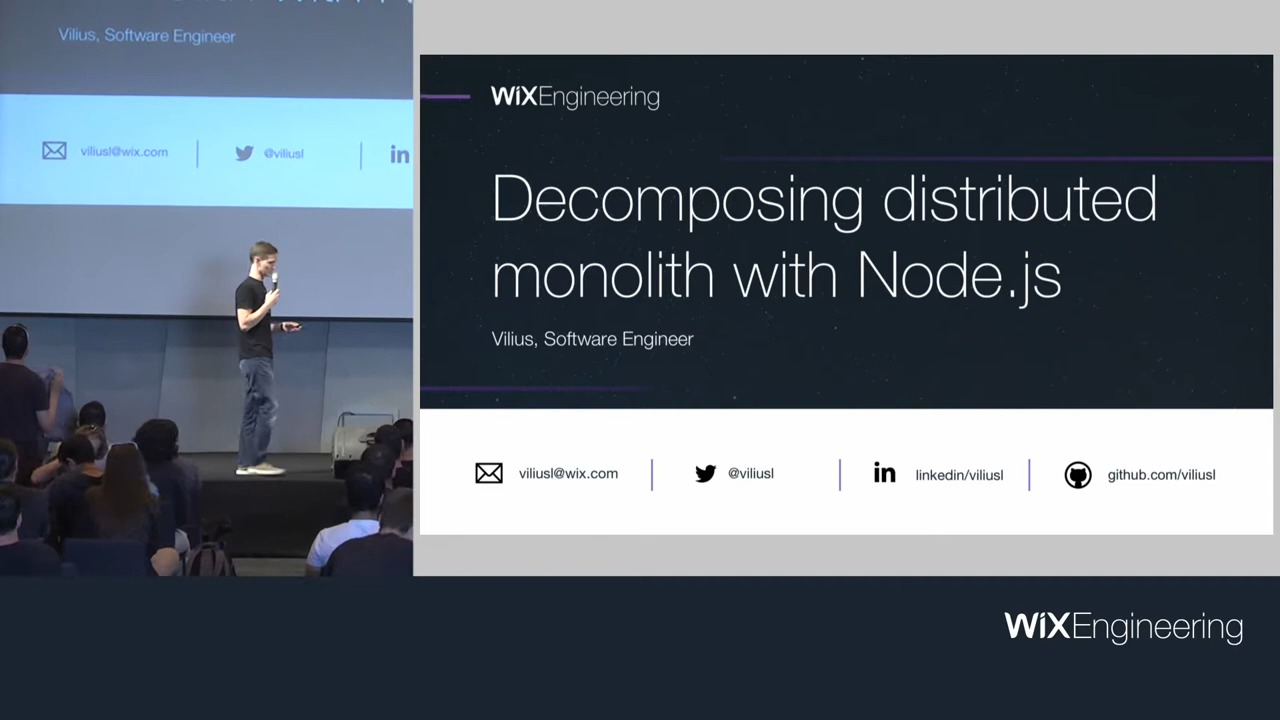 Vilius, Software Engineer
viliusl@wix.com
@viliusl
in
WiXEngineering
Decomposing distributed
monolith with Node.js
Vilius, Software Engineer
viliusl@wix.com
@viliusl
in
linkedin/viliusl
github.com/viliusl
WiXEngineering